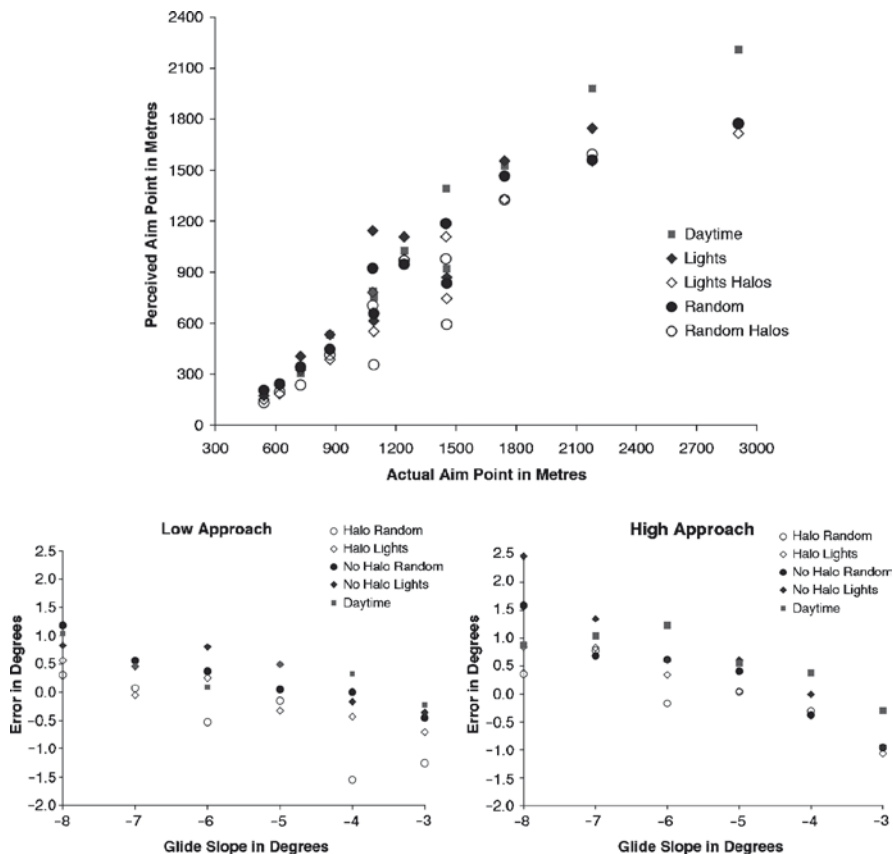 2400
2100
1800
1500
1200
900
600
300
0
Perceived Aim Point in Metres
300 600 900 1200 1500 1800 2100 2400 2700 3000
Actual Aim Point in Metres
Daytime
Lights
Lights Halos
Random
Random Halos
Low Approach
Halo Random
Halo Lights
No Halo Random
No Halo Lights
Daytime
2.5
2.0
1.5
1.0
0.5
0.0
-0.5
-1.0
-1.5
-2.0
Error in Degrees
-8 -7 -6 -5 -4 -3
Glide Slope in Degrees
High Approach
Halo Random
Halo Lights
No Halo Random
No Halo Lights
Daytime
2.5
2.0
1.5
1.0
0.5
0.0
-0.5
-1.0
-1.5
-2.0
Error in Degrees
-8 -7 -6 -5 -4 -3
Glide Slope in Degrees